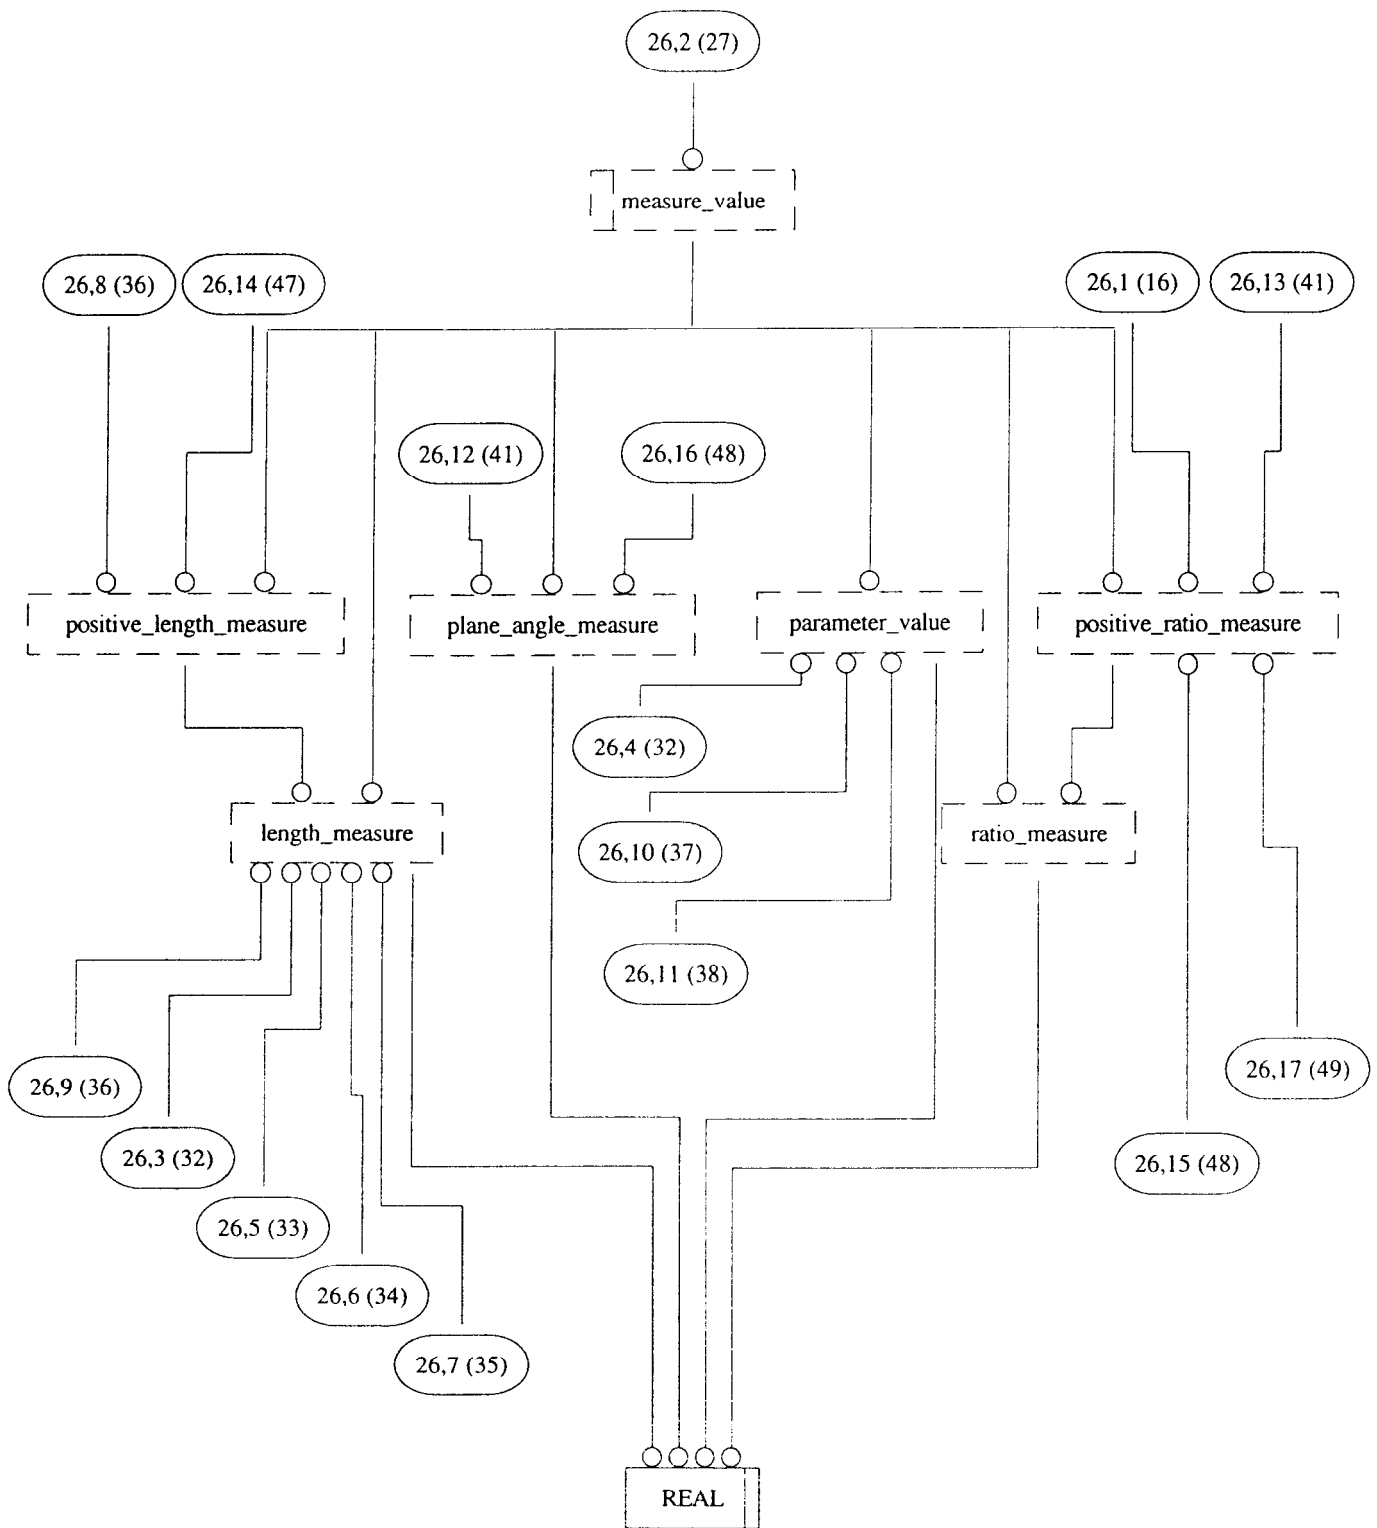 26,2 (27)
measure_value
26,8 (36)
26,14 (47)
26,1 (16)
26,13 (41)
26,12 (41)
26,16 (48)
positive_length_measure
plane_angle_measure
parameter_value
positive_ratio_measure
26,4 (32)
length_measure
26,10 (37)
ratio_measure
26,11 (38)
26,9 (36)
26,17 (49)
26,3 (32)
26,15 (48)
26,5 (33)
26,6 (34)
26,7 (35)
REAL